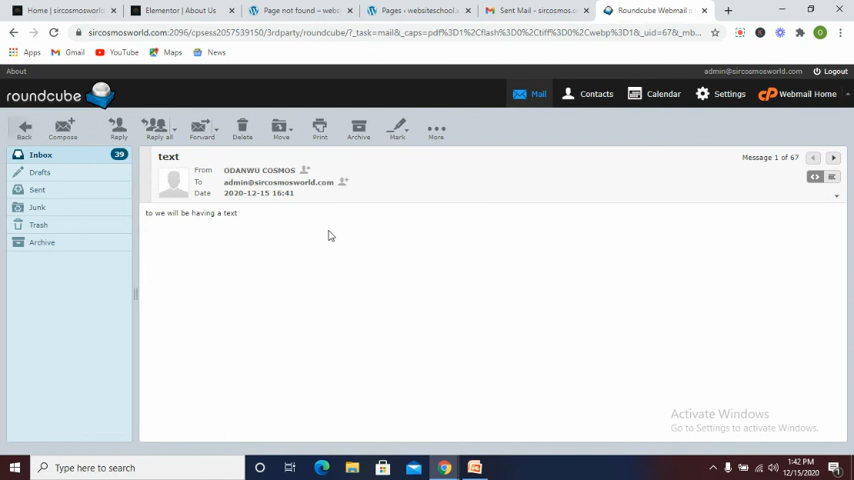 Home | sircosmosworld
Elementor | About Us
Page not found – webs
Pages - websiteschool.
Sent Mail - sircosmos.
Roundcube Webmail ::
sircosmosworld.com:2096/cpsess2057539150/3rdparty/roundcube/?_task=mail&_caps=pdf%3D1%2Cflash%3D0%2Ctiff%3D0%2Cwebp%3D1&_uid=67&_m...
Apps
Gmail
YouTube
Maps
News
About
admin@sircosmosworld.com
Logout
roundcube
Mail
Contacts
Calendar
Settings
cP Webmail Home
Back
Compose
Reply
Reply all
Forward
Delete
Move
Print
Archive
Mark
More
Inbox 39
Drafts
Sent
Junk
Trash
Archive
text
Message 1 of 67
From ODANWU COSMOS
To admin@sircosmosworld.com
Date 2020-12-15 16:41
to we will be having a text
Activate Windows
Go to Settings to activate Windows.
Type here to search
1:42 PM
12/15/2020